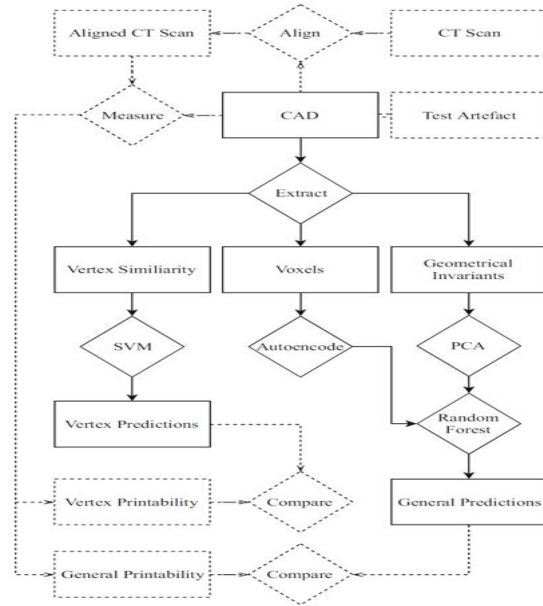 Aligned CT Scan
Align
CT Scan
Measure
CAD
Test Artefact
Extract
Vertex Similiarity
Voxels
Geometrical
Invariants
SVM
Autoencode
PCA
Vertex Predictions
Random
Forest
Vertex Printability
Compare
General Predictions
General Printability
Compare